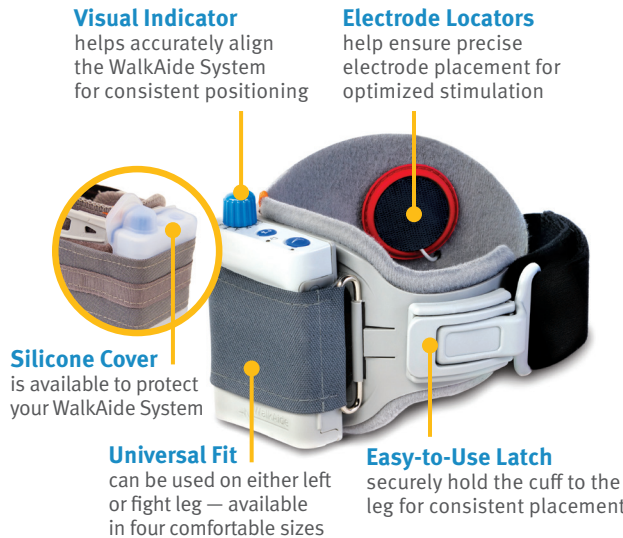 Visual Indicator
helps accurately align
the WalkAide System
for consistent positioning
Electrode Locators
help ensure precise
electrode placement for
optimized stimulation
Silicone Cover
is available to protect
your WalkAide System
Universal Fit
can be used on either left
or fight leg — available
in four comfortable sizes
Easy-to-Use Latch
securely hold the cuff to the
leg for consistent placement